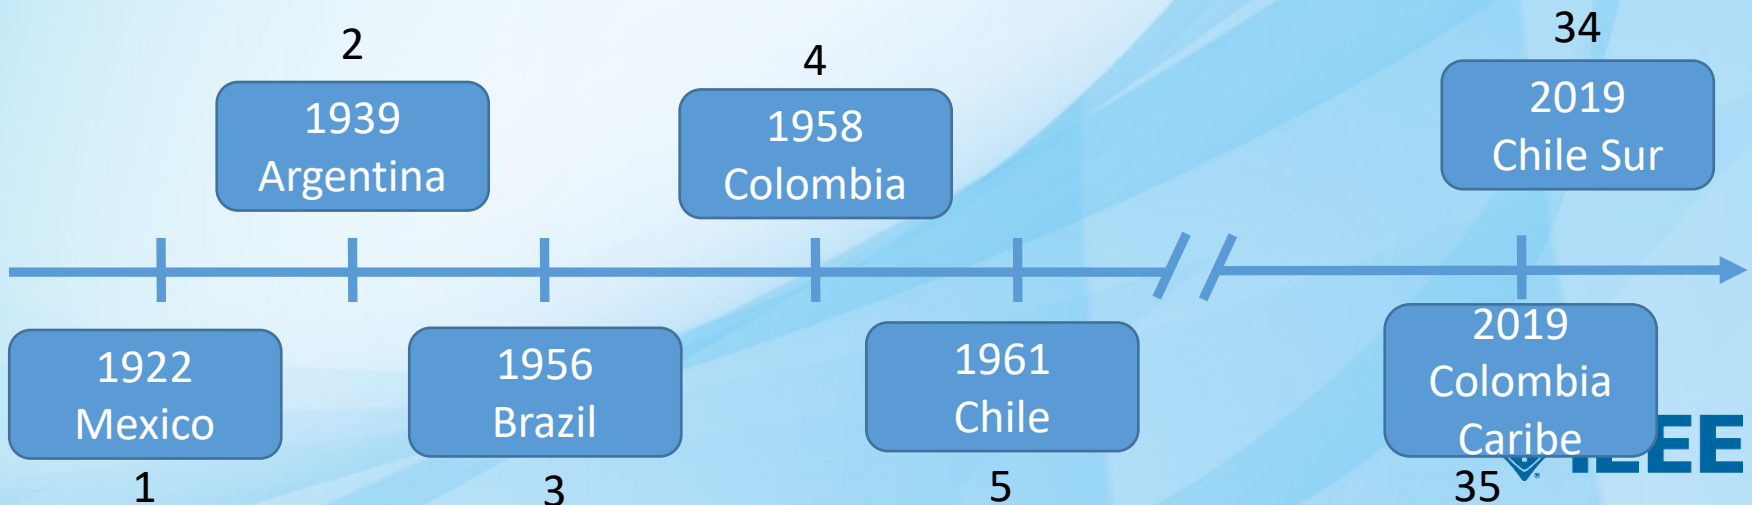 2
1939
Argentina
4
1958
Colombia
34
2019
Chile Sur
1922
Mexico
1
1956
Brazil
3
1961
Chile
5
2019
Colombia
Caribe
35
IEEE